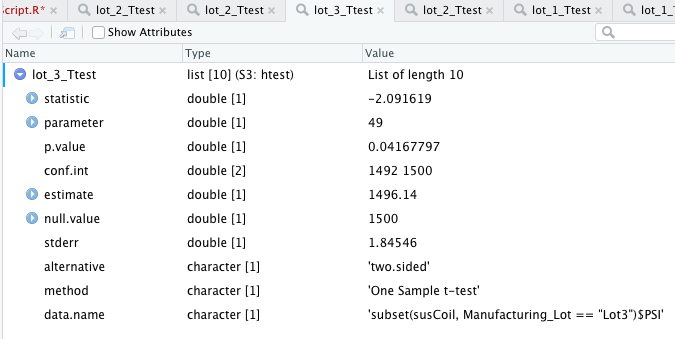 Script.R* × lot_2_Ttest × lot_2_Ttest × lot_3_Ttest × lot_2_Ttest × lot_1_Ttest × lot_1_T
Show Attributes
Name Type Value
lot_3_Ttest list [10] (S3: htest) List of length 10
statistic double [1] -2.091619
parameter double [1] 49
p.value double [1] 0.04167797
conf.int double [2] 1492 1500
estimate double [1] 1496.14
null.value double [1] 1500
stderr double [1] 1.84546
alternative character [1] 'two.sided'
method character [1] 'One Sample t-test'
data.name character [1] 'subset(susCoil, Manufacturing_Lot == "Lot3")$PSI'